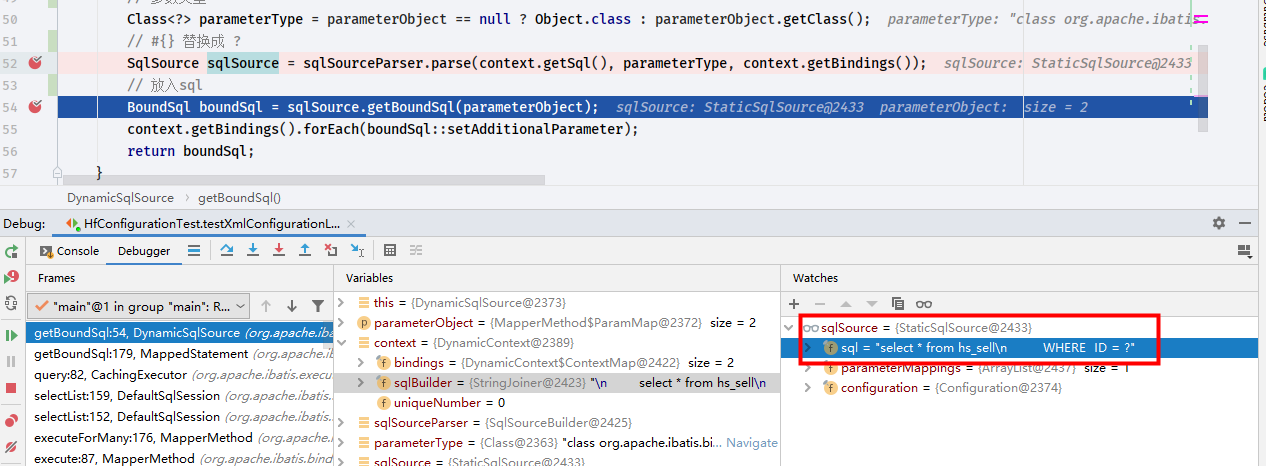 50 Class<?> parameterType = parameterObject == null ? Object.class : parameterObject.getClass(); parameterType: "class org.apache.ibatis.
51 // #{} 替换成 ?
52 SqlSource sqlSource = sqlSourceParser.parse(context.getSql(), parameterType, context.getBindings()); sqlSource: StaticSqlSource@2433
53 // 放入sql
54 BoundSql boundSql = sqlSource.getBoundSql(parameterObject); sqlSource: StaticSqlSource@2433 parameterObject: size = 2
55 context.getBindings().forEach(boundSql::setAdditionalParameter);
56 return boundSql;
57 }
DynamicSqlSource › getBoundSql()
Debug: HfConfigurationTest.testXmlConfigurationL...
Console Debugger
Frames
"main"@1 in group "main": R...
getBoundSql:54, DynamicSqlSource (org.apache.ibatis
getBoundSql:179, MappedStatement (org.apache.ibat
query:82, CachingExecutor (org.apache.ibatis.execut
selectList:159, DefaultSqlSession (org.apache.ibatis.
selectList:152, DefaultSqlSession (org.apache.ibatis.
executeForMany:176, MapperMethod (org.apache.ib
execute:87, MapperMethod (org.apache.ibatis.bind
Variables
this = {DynamicSqlSource@2373}
parameterObject = {MapperMethod$ParamMap@2372} size = 2
context = {DynamicContext@2389}
bindings = {DynamicContext$ContextMap@2422} size = 2
sqlBuilder = {StringJoiner@2423} "\n select * from hs_sell\n
uniqueNumber = 0
sqlSourceParser = {SqlSourceBuilder@2425}
parameterType = {Class@2363} "class org.apache.ibatis.bi... Navigate
sqlSource = {StaticSqlSource@2433}
Watches
sqlSource = {StaticSqlSource@2433}
sql = "select * from hs_sell\n WHERE ID = ?"
parameterMappings = {ArrayList@2437} size = 1
configuration = {Configuration@2374}